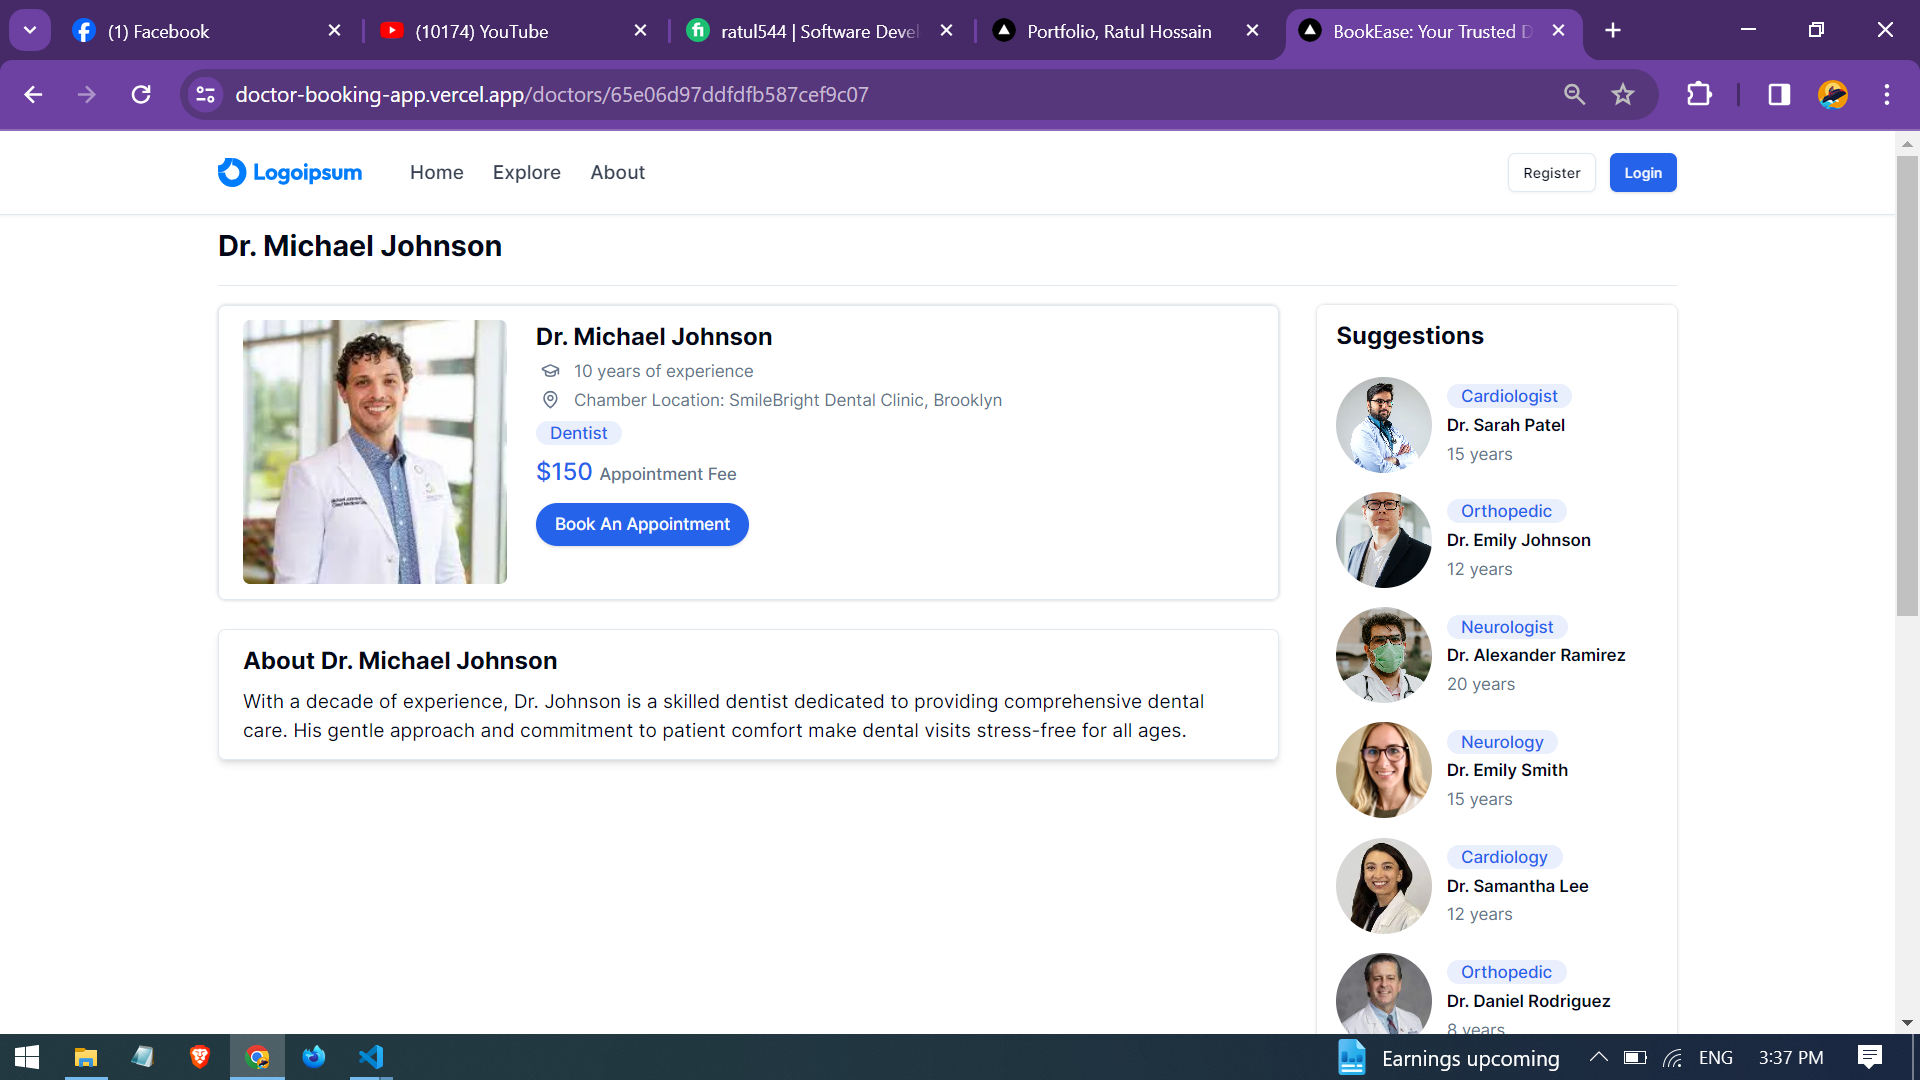 (1) Facebook
(10174) YouTube
ratul544 | Software Devel
Portfolio, Ratul Hossain
BookEase: Your Trusted D
doctor-booking-app.vercel.app/doctors/65e06d97ddfdfb587cef9c07
Logoipsum
Home
Explore
About
Register
Login
Dr. Michael Johnson
Dr. Michael Johnson
10 years of experience
Chamber Location: SmileBright Dental Clinic, Brooklyn
Dentist
$150 Appointment Fee
Book An Appointment
About Dr. Michael Johnson
With a decade of experience, Dr. Johnson is a skilled dentist dedicated to providing comprehensive dental
care. His gentle approach and commitment to patient comfort make dental visits stress-free for all ages.
Suggestions
Cardiologist
Dr. Sarah Patel
15 years
Orthopedic
Dr. Emily Johnson
12 years
Neurologist
Dr. Alexander Ramirez
20 years
Neurology
Dr. Emily Smith
15 years
Cardiology
Dr. Samantha Lee
12 years
Orthopedic
Dr. Daniel Rodriguez
8 years
Earnings upcoming
ENG
3:37 PM